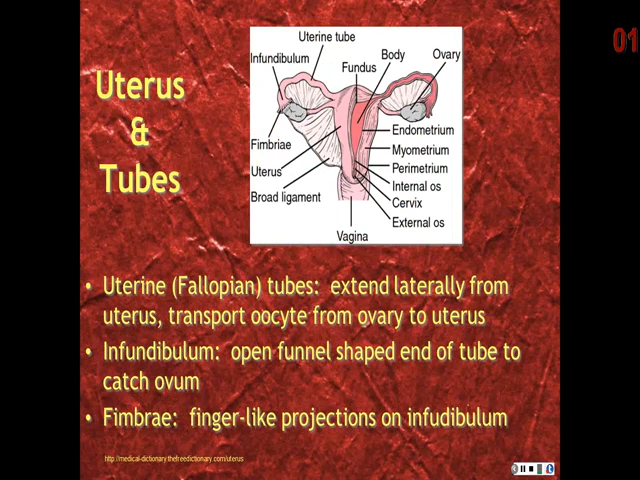 01
Uterus
&
Tubes
Uterine tube
Infundibulum
Body
Ovary
Fundus
Fimbriae
Endometrium
Myometrium
Uterus
Perimetrium
Internal os
Broad ligament
Cervix
External os
Vagina
• Uterine (Fallopian) tubes: extend laterally from
uterus, transport oocyte from ovary to uterus
• Infundibulum: open funnel shaped end of tube to
catch ovum
• Fimbrae: finger-like projections on infudibulum
http://medical-dictionary.thefreedictionary.com/uterus